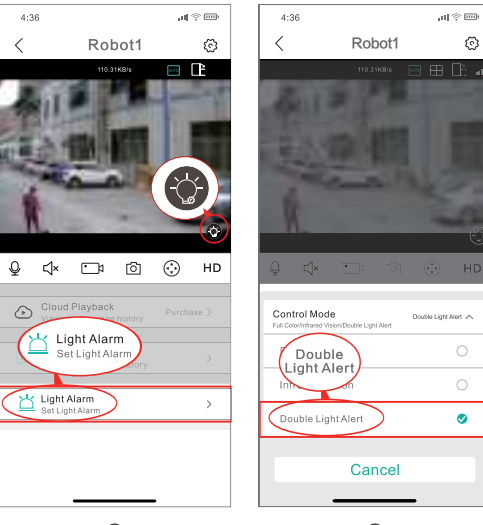 4:36
Robot1
110.31KB/s
HD
Cloud Playback
history
Purchase
Light Alarm
Set Light Alarm
Light Alarm
Set Light Alarm
4:36
Robot1
110.31KB/s
HD
Control Mode
Double Light Alert
Full Color/Infrared Vision/Double Light Alert
Double
Light Alert
Double Light Alert
Cancel